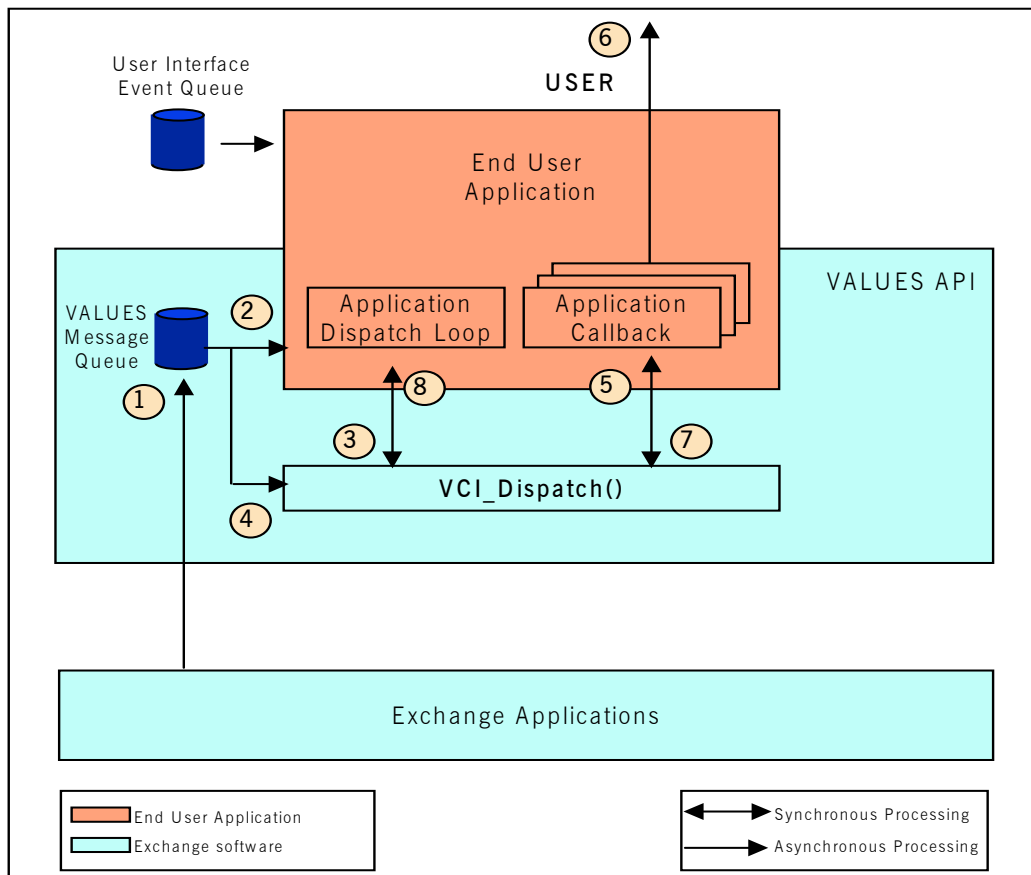 6
USER
User Interface
Event Queue
End User
Application
VALUES API
VALUES
Message
Queue
2
Application
Dispatch Loop
Application
Callback
1
8
5
3
7
VCI_Dispatch()
4
Exchange Applications
End User Application
Exchange software
Synchronous Processing
Asynchronous Processing